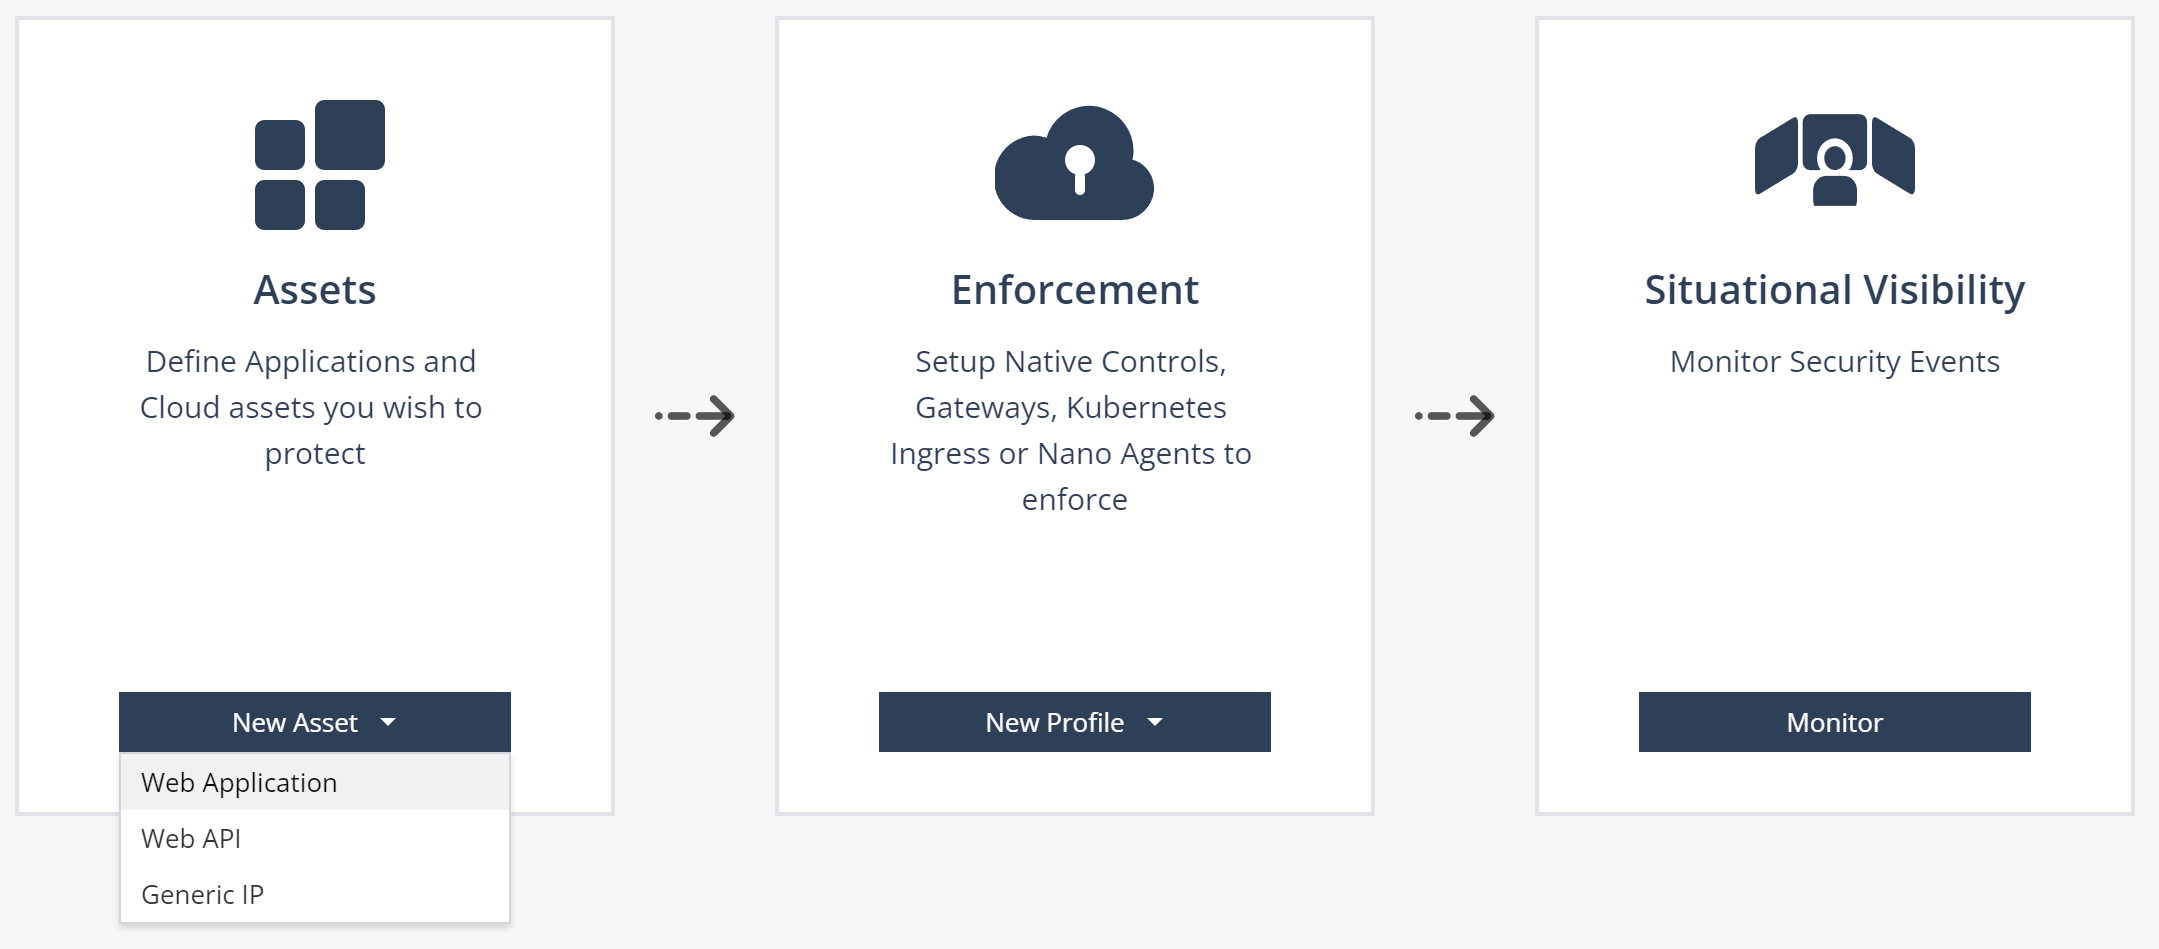 Assets
Define Applications and
Cloud assets you wish to
protect
New Asset
Web Application
Web API
Generic IP
Enforcement
Setup Native Controls,
Gateways, Kubernetes
Ingress or Nano Agents to
enforce
New Profile
Situational Visibility
Monitor Security Events
Monitor